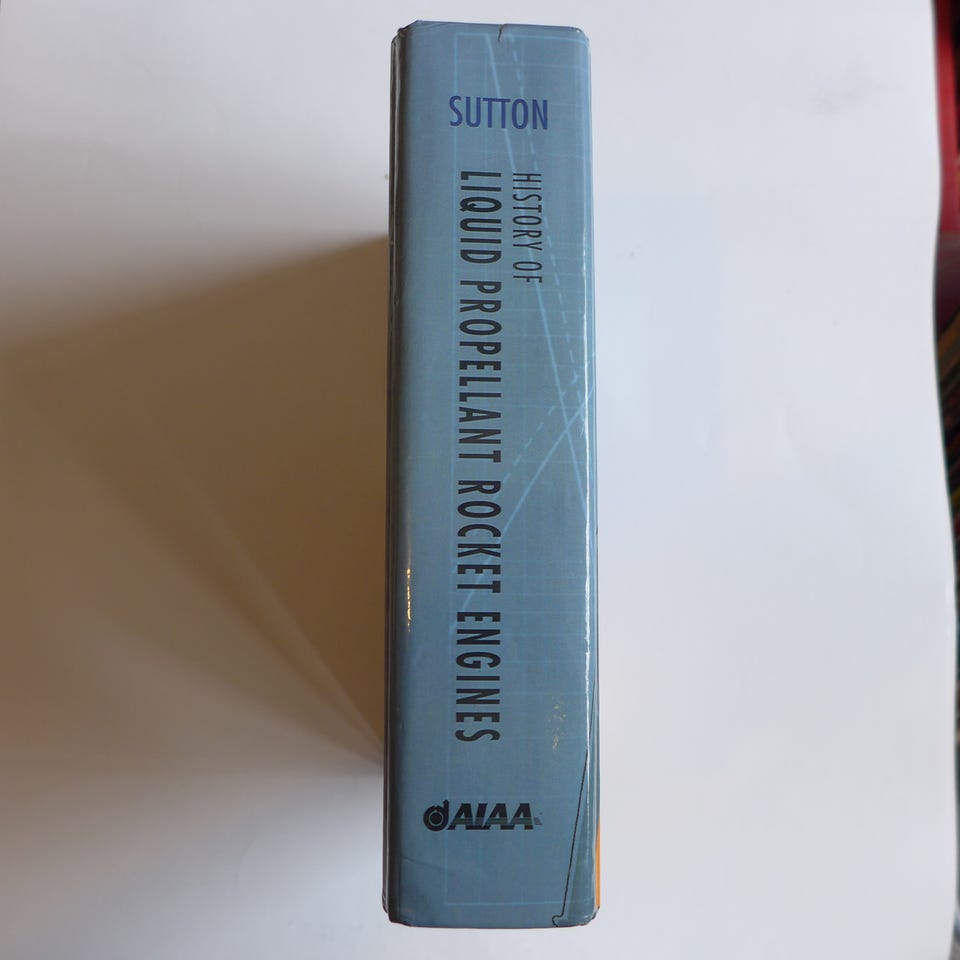 SUTTON
HISTORY OF
LIQUID PROPELLANT ROCKET ENGINES
AIAA